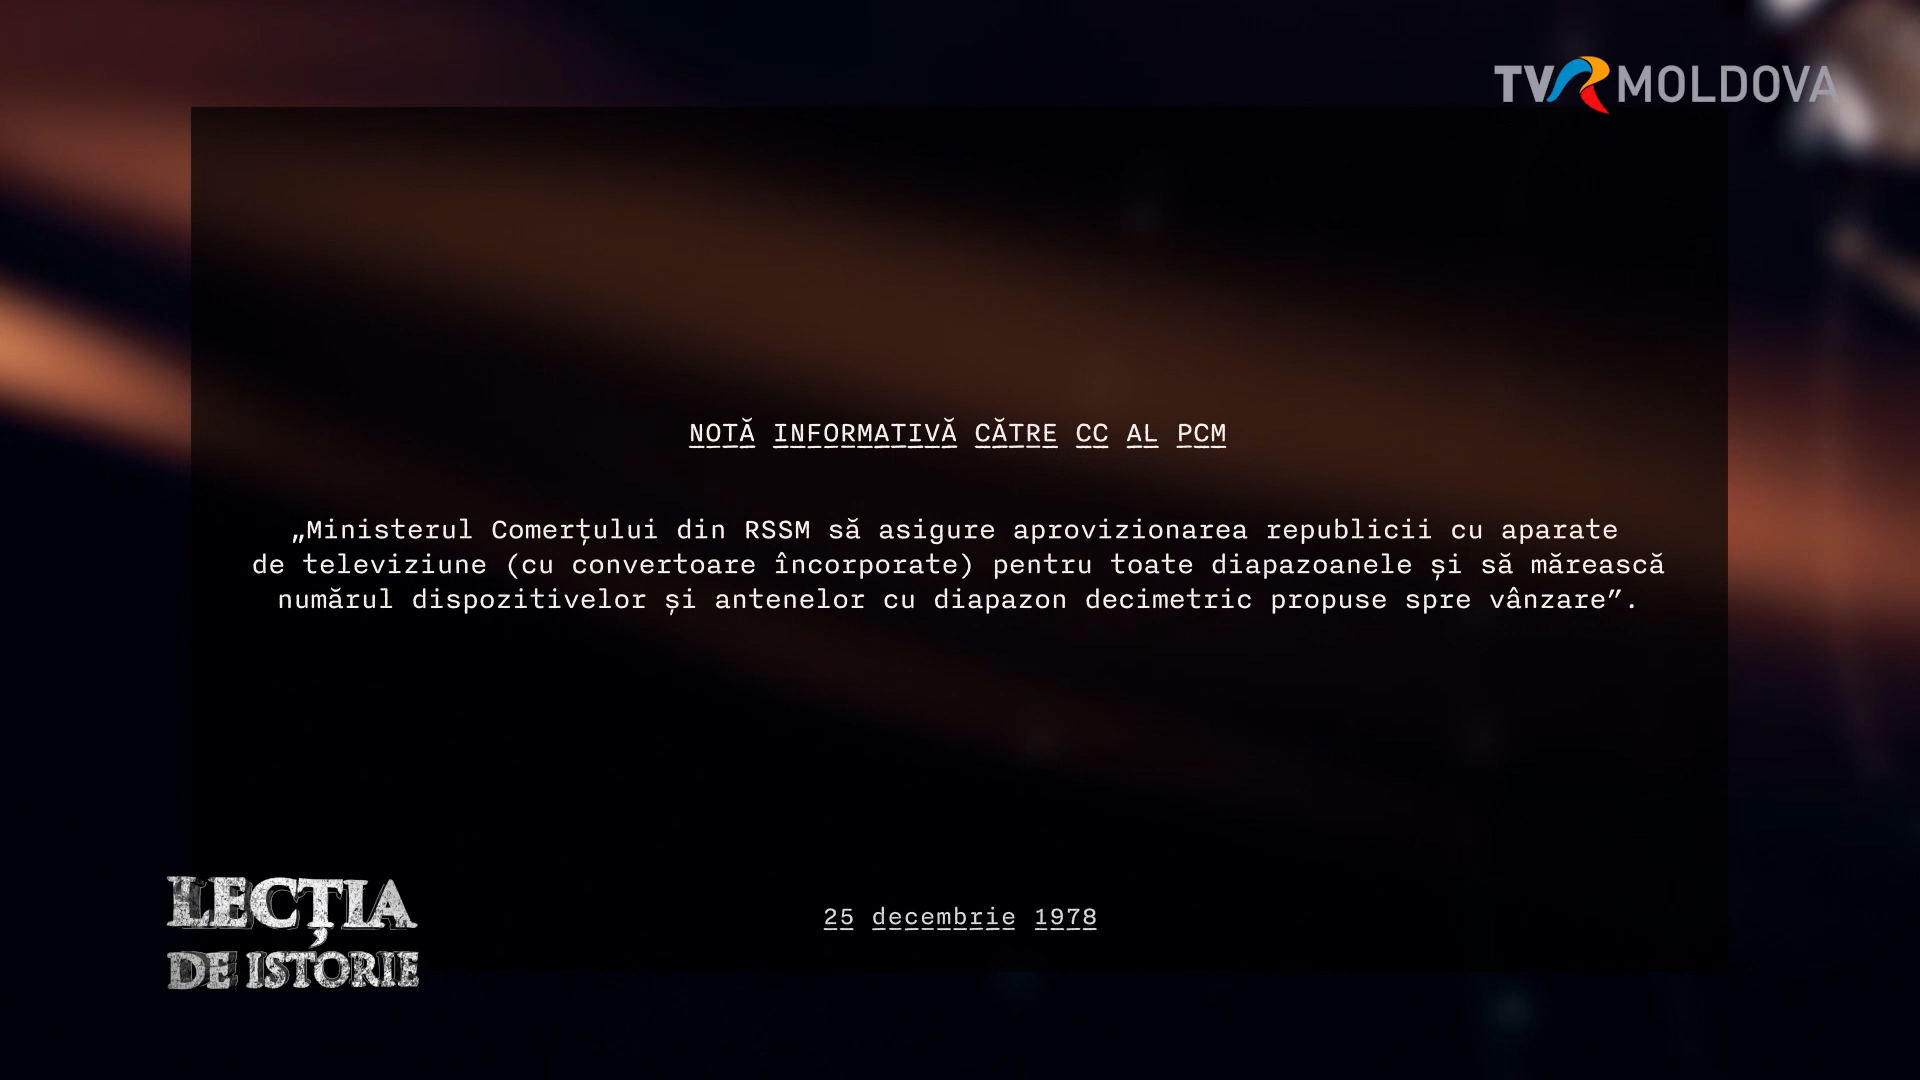 TVR MOLDOVA
NOTĂ INFORMATIVĂ CĂTRE CC AL PCM
„Ministerul Comerțului din RSSM să asigure aprovizionarea republicii cu aparate
de televiziune (cu convertoare încorporate) pentru toate diapazoanele și să mărească
numărul dispozitivelor și antenelor cu diapazon decimetric propuse spre vânzare”.
25 decembrie 1978
LECȚIA
DE ISTORIE